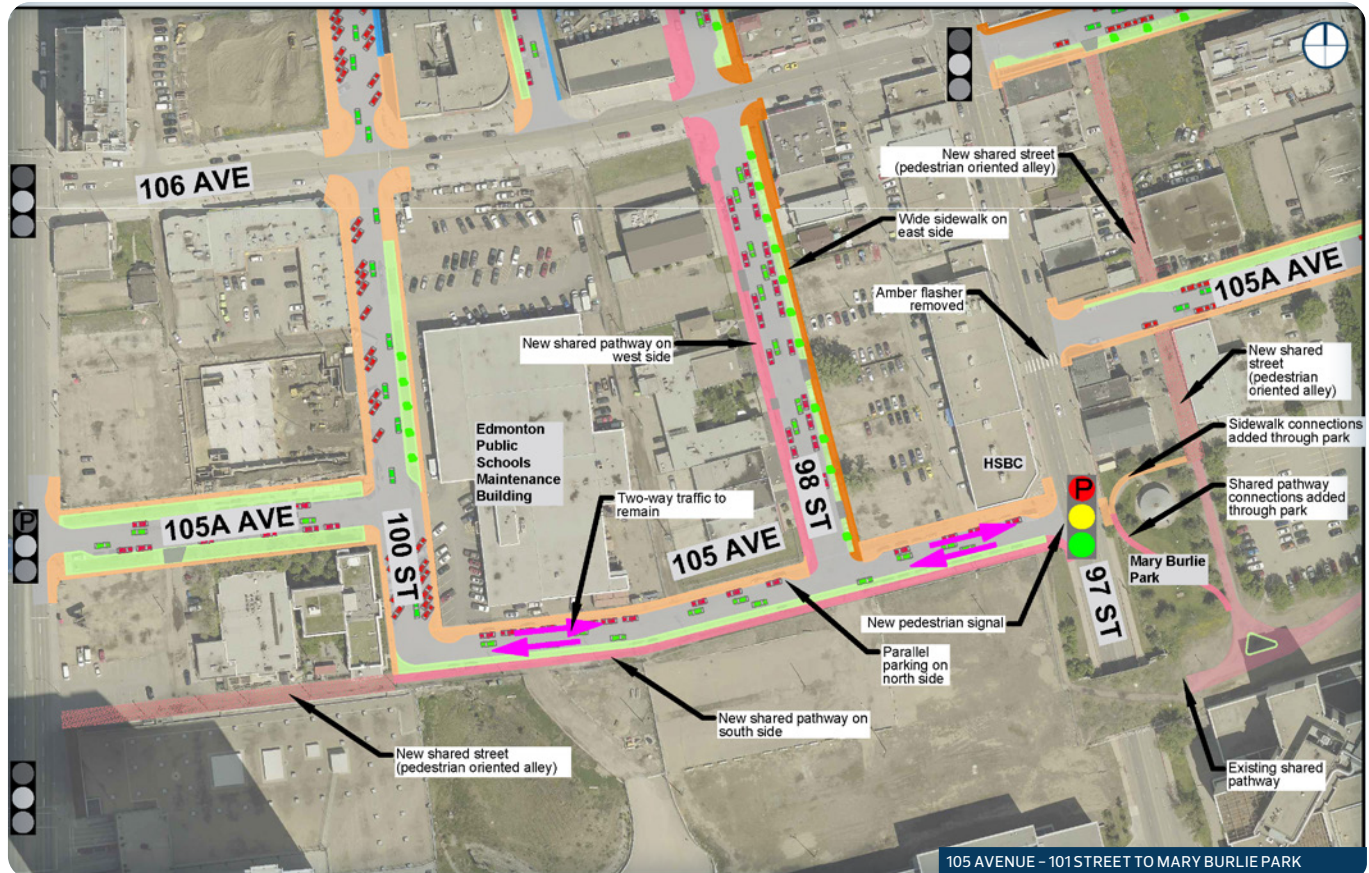 106 AVE
New shared street
(pedestrian oriented alley)
Wide sidewalk on
east side
105A AVE
Amber flasher
removed
New shared pathway on
west side
New shared
street
(pedestrian
oriented alley)
Sidewalk connections
added through park
Edmonton
Public
Schools
Maintenance
Building
HSBC
98 ST
Two-way traffic to
remain
Shared pathway
connections added
through park
P
P
105A AVE
100 ST
105 AVE
Mary Burlie
Park
97 ST
New pedestrian signal
Parallel
parking on
north side
New shared pathway on
south side
New shared street
(pedestrian oriented alley)
Existing shared
pathway
105 AVENUE – 101 STREET TO MARY BURLIE PARK